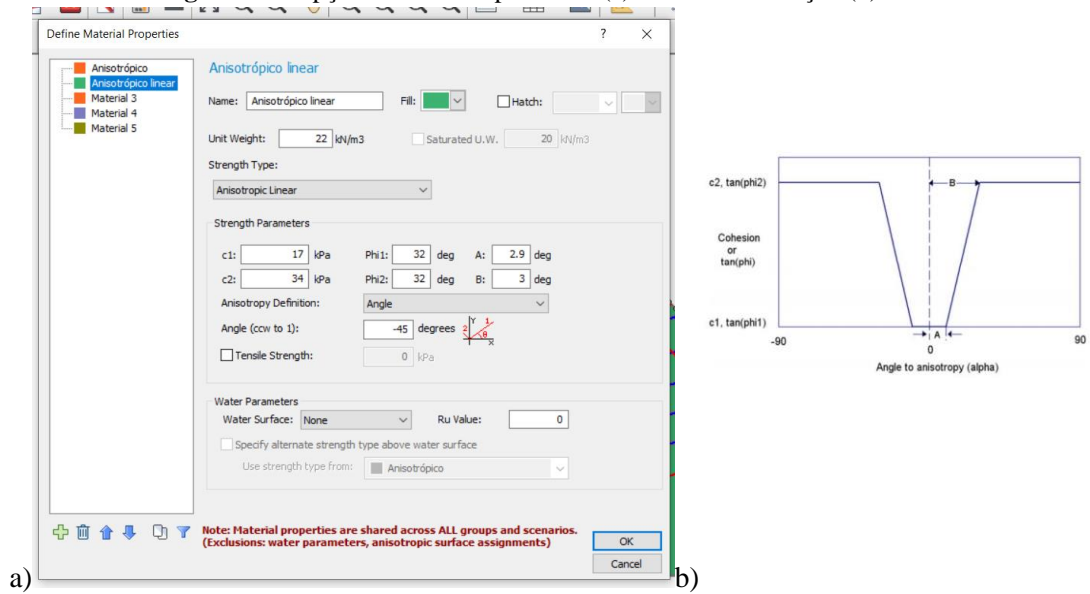 Define Material Properties ? ×
Anisotrópico
Anisotrópico linear
Material 3
Material 4
Material 5
Anisotrópico linear
Name: Anisotrópico linear Fill: Hatch:
Unit Weight: 22 kN/m3 Saturated U.W. 20 kN/m3
Strength Type:
Anisotropic Linear
Strength Parameters
c1: 17 kPa Phi1: 32 deg A: 2.9 deg
c2: 34 kPa Phi2: 32 deg B: 3 deg
Anisotropy Definition: Angle
Angle (ccw to 1): -45 degrees 2 Y 1 θ X
Tensile Strength: 0 kPa
Water Parameters
Water Surface: None Ru Value: 0
Specify alternate strength type above water surface
Use strength type from: Anisotrópico
Note: Material properties are shared across ALL groups and scenarios.
(Exclusions: water parameters, anisotropic surface assignments)
OK
Cancel
a)
c2, tan(phi2)
B
Cohesion
or
tan(phi)
c1, tan(phi1)
A
-90 0 90
Angle to anisotropy (alpha)
b)